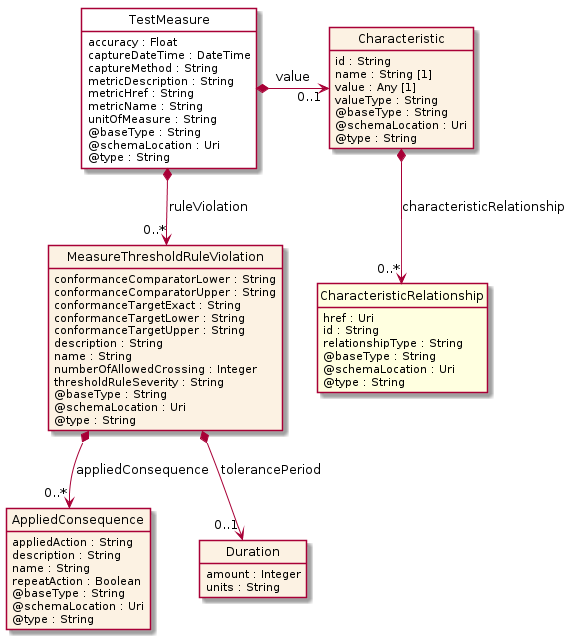 TestMeasure
accuracy : Float
captureDateTime : DateTime
captureMethod : String
metricDescription : String
metricHref : String
metricName : String
unitOfMeasure : String
@baseType : String
@schemaLocation : Uri
@type : String
value
0..1
Characteristic
id : String
name : String [1]
value : Any [1]
valueType : String
@baseType : String
@schemaLocation : Uri
@type : String
ruleViolation
0..*
characteristicRelationship
0..*
MeasureThresholdRuleViolation
conformanceComparatorLower : String
conformanceComparatorUpper : String
conformanceTargetExact : String
conformanceTargetLower : String
conformanceTargetUpper : String
description : String
name : String
numberOfAllowedCrossing : Integer
thresholdRuleSeverity : String
@baseType : String
@schemaLocation : Uri
@type : String
CharacteristicRelationship
href : Uri
id : String
relationshipType : String
@baseType : String
@schemaLocation : Uri
@type : String
appliedConsequence
0..*
tolerancePeriod
0..1
AppliedConsequence
appliedAction : String
description : String
name : String
repeatAction : Boolean
@baseType : String
@schemaLocation : Uri
@type : String
Duration
amount : Integer
units : String